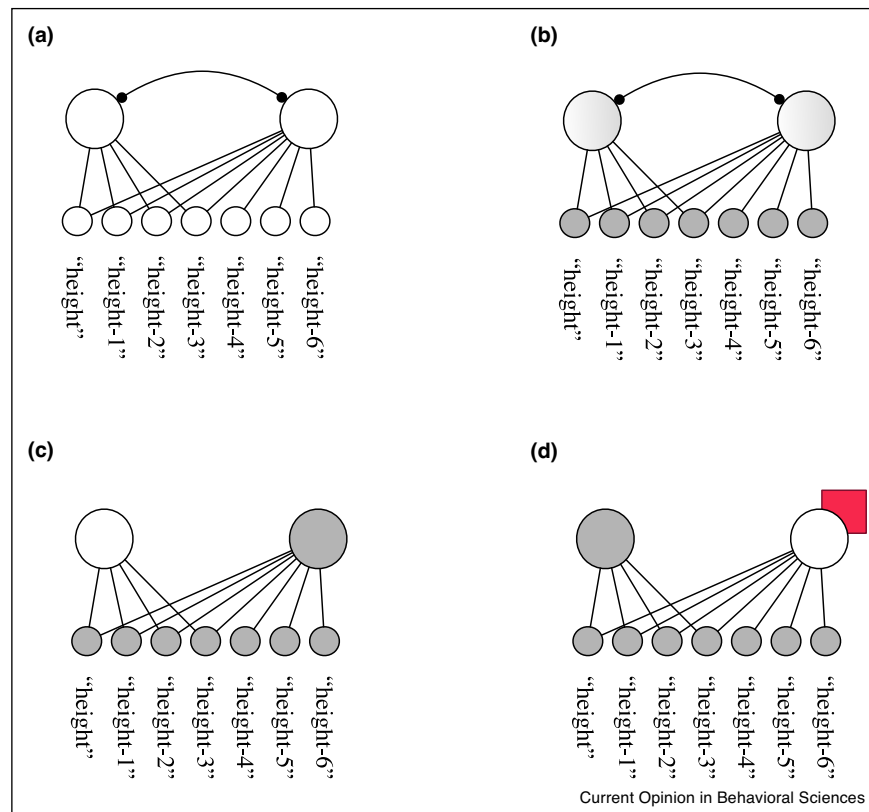 (a)
“height”
“height-1”
“height-2”
“height-3”
“height-4”
“height-5”
“height-6”
(b)
“height”
“height-1”
“height-2”
“height-3”
“height-4”
“height-5”
“height-6”
(c)
“height”
“height-1”
“height-2”
“height-3”
“height-4”
“height-5”
“height-6”
(d)
“height”
“height-1”
“height-2”
“height-3”
“height-4”
“height-5”
“height-6”
Current Opinion in Behavioral Sciences